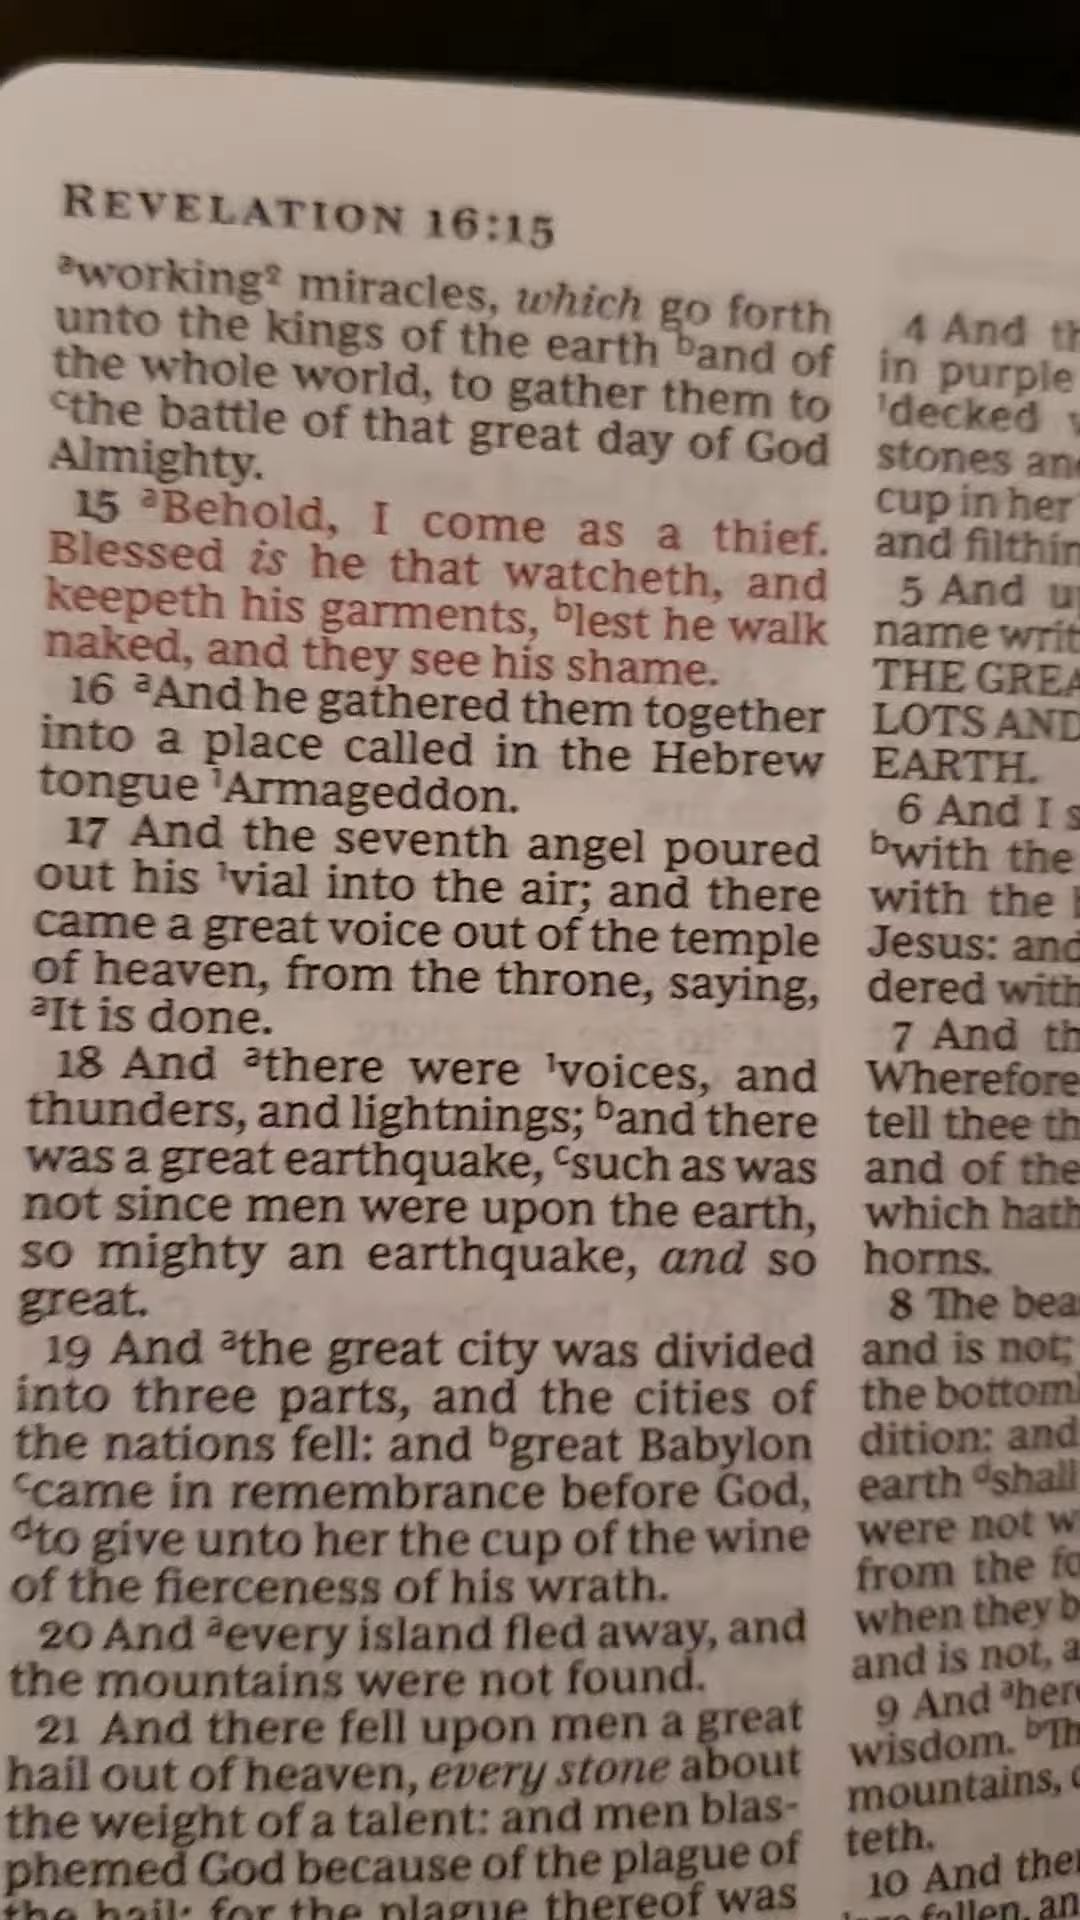 REVELATION 16:15
ᵃworking² miracles, which go forth
unto the kings of the earth ᵇand of
the whole world, to gather them to
ᶜthe battle of that great day of God
Almighty.
15 ᵃBehold, I come as a thief.
Blessed is he that watcheth, and
keepeth his garments, ᵇlest he walk
naked, and they see his shame.
16 ᵃAnd he gathered them together
into a place called in the Hebrew
tongue ¹Armageddon.
17 And the seventh angel poured
out his ¹vial into the air; and there
came a great voice out of the temple
of heaven, from the throne, saying,
ᵃIt is done.
18 And ᵃthere were ¹voices, and
thunders, and lightnings; ᵇand there
was a great earthquake, ᶜsuch as was
not since men were upon the earth,
so mighty an earthquake, and so
great.
19 And ᵃthe great city was divided
into three parts, and the cities of
the nations fell: and ᵇgreat Babylon
ᶜcame in remembrance before God,
ᵈto give unto her the cup of the wine
of the fierceness of his wrath.
20 And ᵃevery island fled away, and
the mountains were not found.
21 And there fell upon men a great
hail out of heaven, every stone about
the weight of a talent: and men blas-
phemed God because of the plague of
the hail; for the plague thereof was
4 And
in purple
¹decked
stones
cup in her
and
5 And
name
THE
LOTS AND
EARTH.
6 And I
ᵇwith the
with the
Jesus: and
dered with
7 And
Wherefore
tell thee
and of the
which hath
horns.
8 The
and is not;
the
dition: and
earth ᵈshall
were not
from the
when they
and is not,
9 And
wisdom.
mountains,
teth.
10 And
fallen,